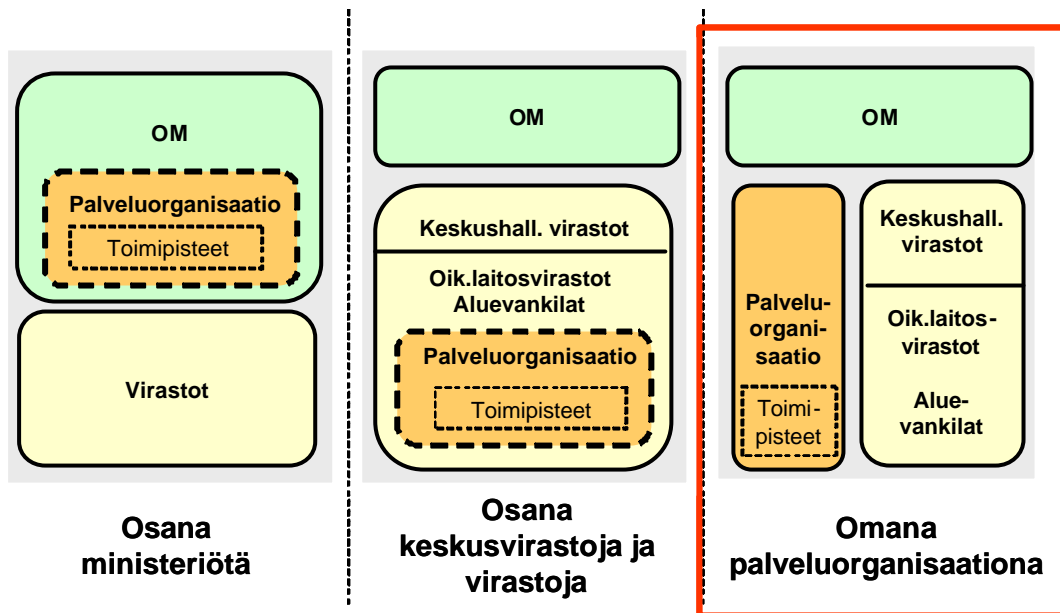 OM
Palveluorganisaatio
Toimipisteet
Virastot
Osana
ministeriötä
OM
Keskushall. virastot
Oik.laitosvirastot
Aluevankilat
Palveluorganisaatio
Toimipisteet
Osana
keskusvirastoja ja
virastoja
OM
Palvelu-
organi-
saatio
Toimi-
pisteet
Keskushall.
virastot
Oik.laitos-
virastot
Alue-
vankilat
Omana
palveluorganisaationa